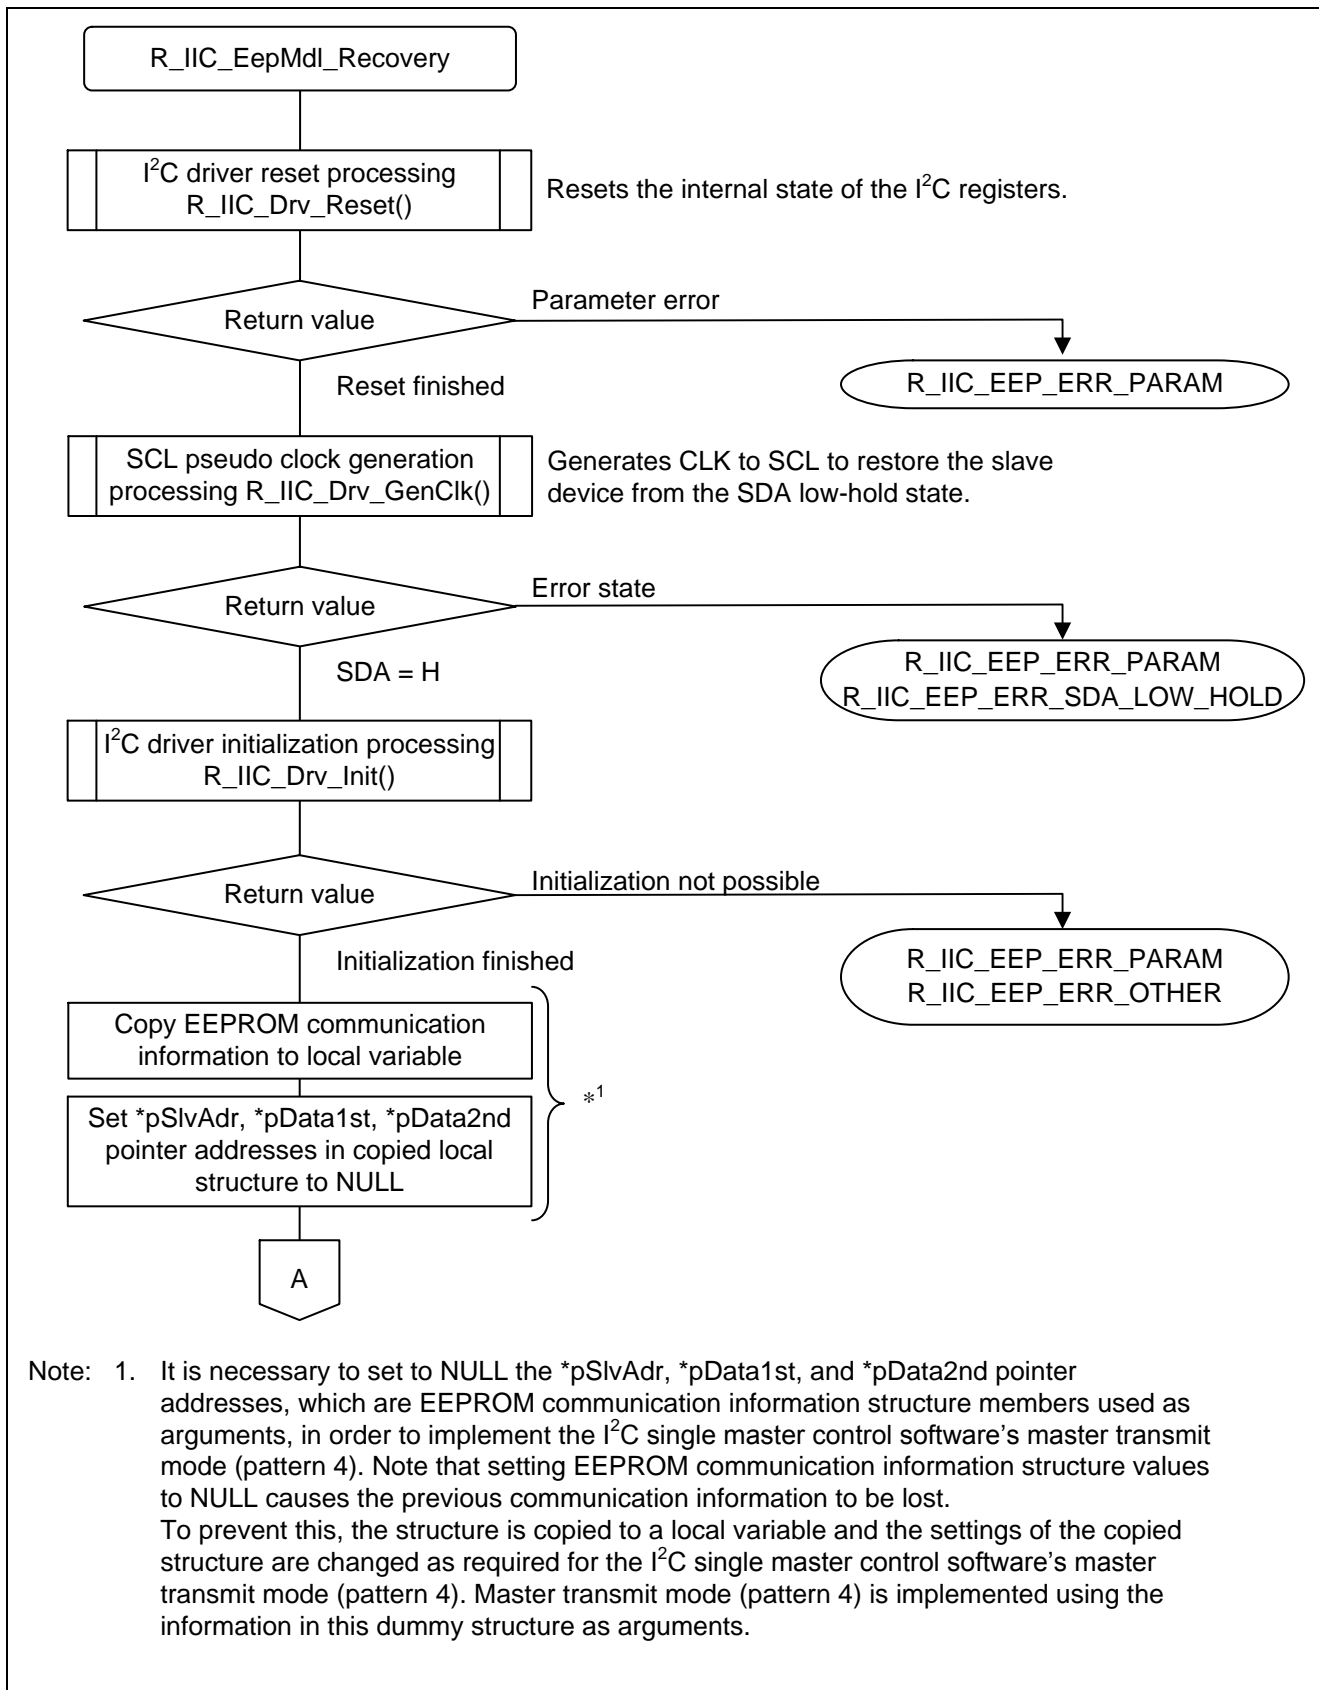 R_IIC_EepMdl_Recovery
I²C driver reset processing
R_IIC_Drv_Reset()
Resets the internal state of the I²C registers.
Return value
Parameter error
R_IIC_EEP_ERR_PARAM
Reset finished
SCL pseudo clock generation
processing R_IIC_Drv_GenClk()
Generates CLK to SCL to restore the slave
device from the SDA low-hold state.
Return value
Error state
R_IIC_EEP_ERR_PARAM
R_IIC_EEP_ERR_SDA_LOW_HOLD
SDA = H
I²C driver initialization processing
R_IIC_Drv_Init()
Return value
Initialization not possible
R_IIC_EEP_ERR_PARAM
R_IIC_EEP_ERR_OTHER
Initialization finished
Copy EEPROM communication
information to local variable
Set *pSlvAdr, *pData1st, *pData2nd
pointer addresses in copied local
structure to NULL
*¹
A
Note: 1. It is necessary to set to NULL the *pSlvAdr, *pData1st, and *pData2nd pointer
addresses, which are EEPROM communication information structure members used as
arguments, in order to implement the I²C single master control software's master transmit
mode (pattern 4). Note that setting EEPROM communication information structure values
to NULL causes the previous communication information to be lost.
To prevent this, the structure is copied to a local variable and the settings of the copied
structure are changed as required for the I²C single master control software's master
transmit mode (pattern 4). Master transmit mode (pattern 4) is implemented using the
information in this dummy structure as arguments.